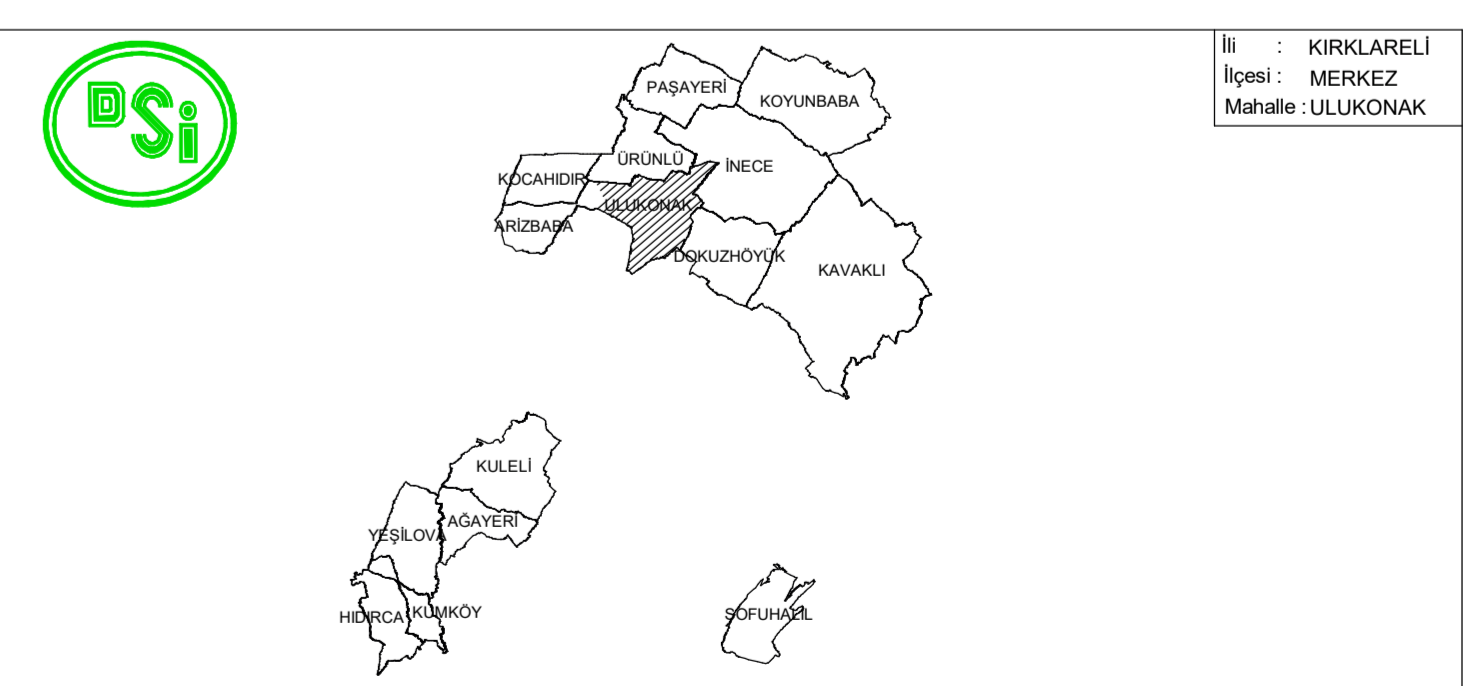 DSi
İli : KIRKLARELİ
İlçesi : MERKEZ
Mahalle : ULUKONAK
PAŞAYERİ
KOYUNBABA
ÜRÜNLÜ
İNECE
KOCAHIDIR
ULUKONAK
ARİZBABA
DOKUZHÖYÜK
KAVAKLI
KULELİ
AĞAYERİ
YEŞİLOVA
HIDIRCA
KUMKÖY
SOFUHALİL